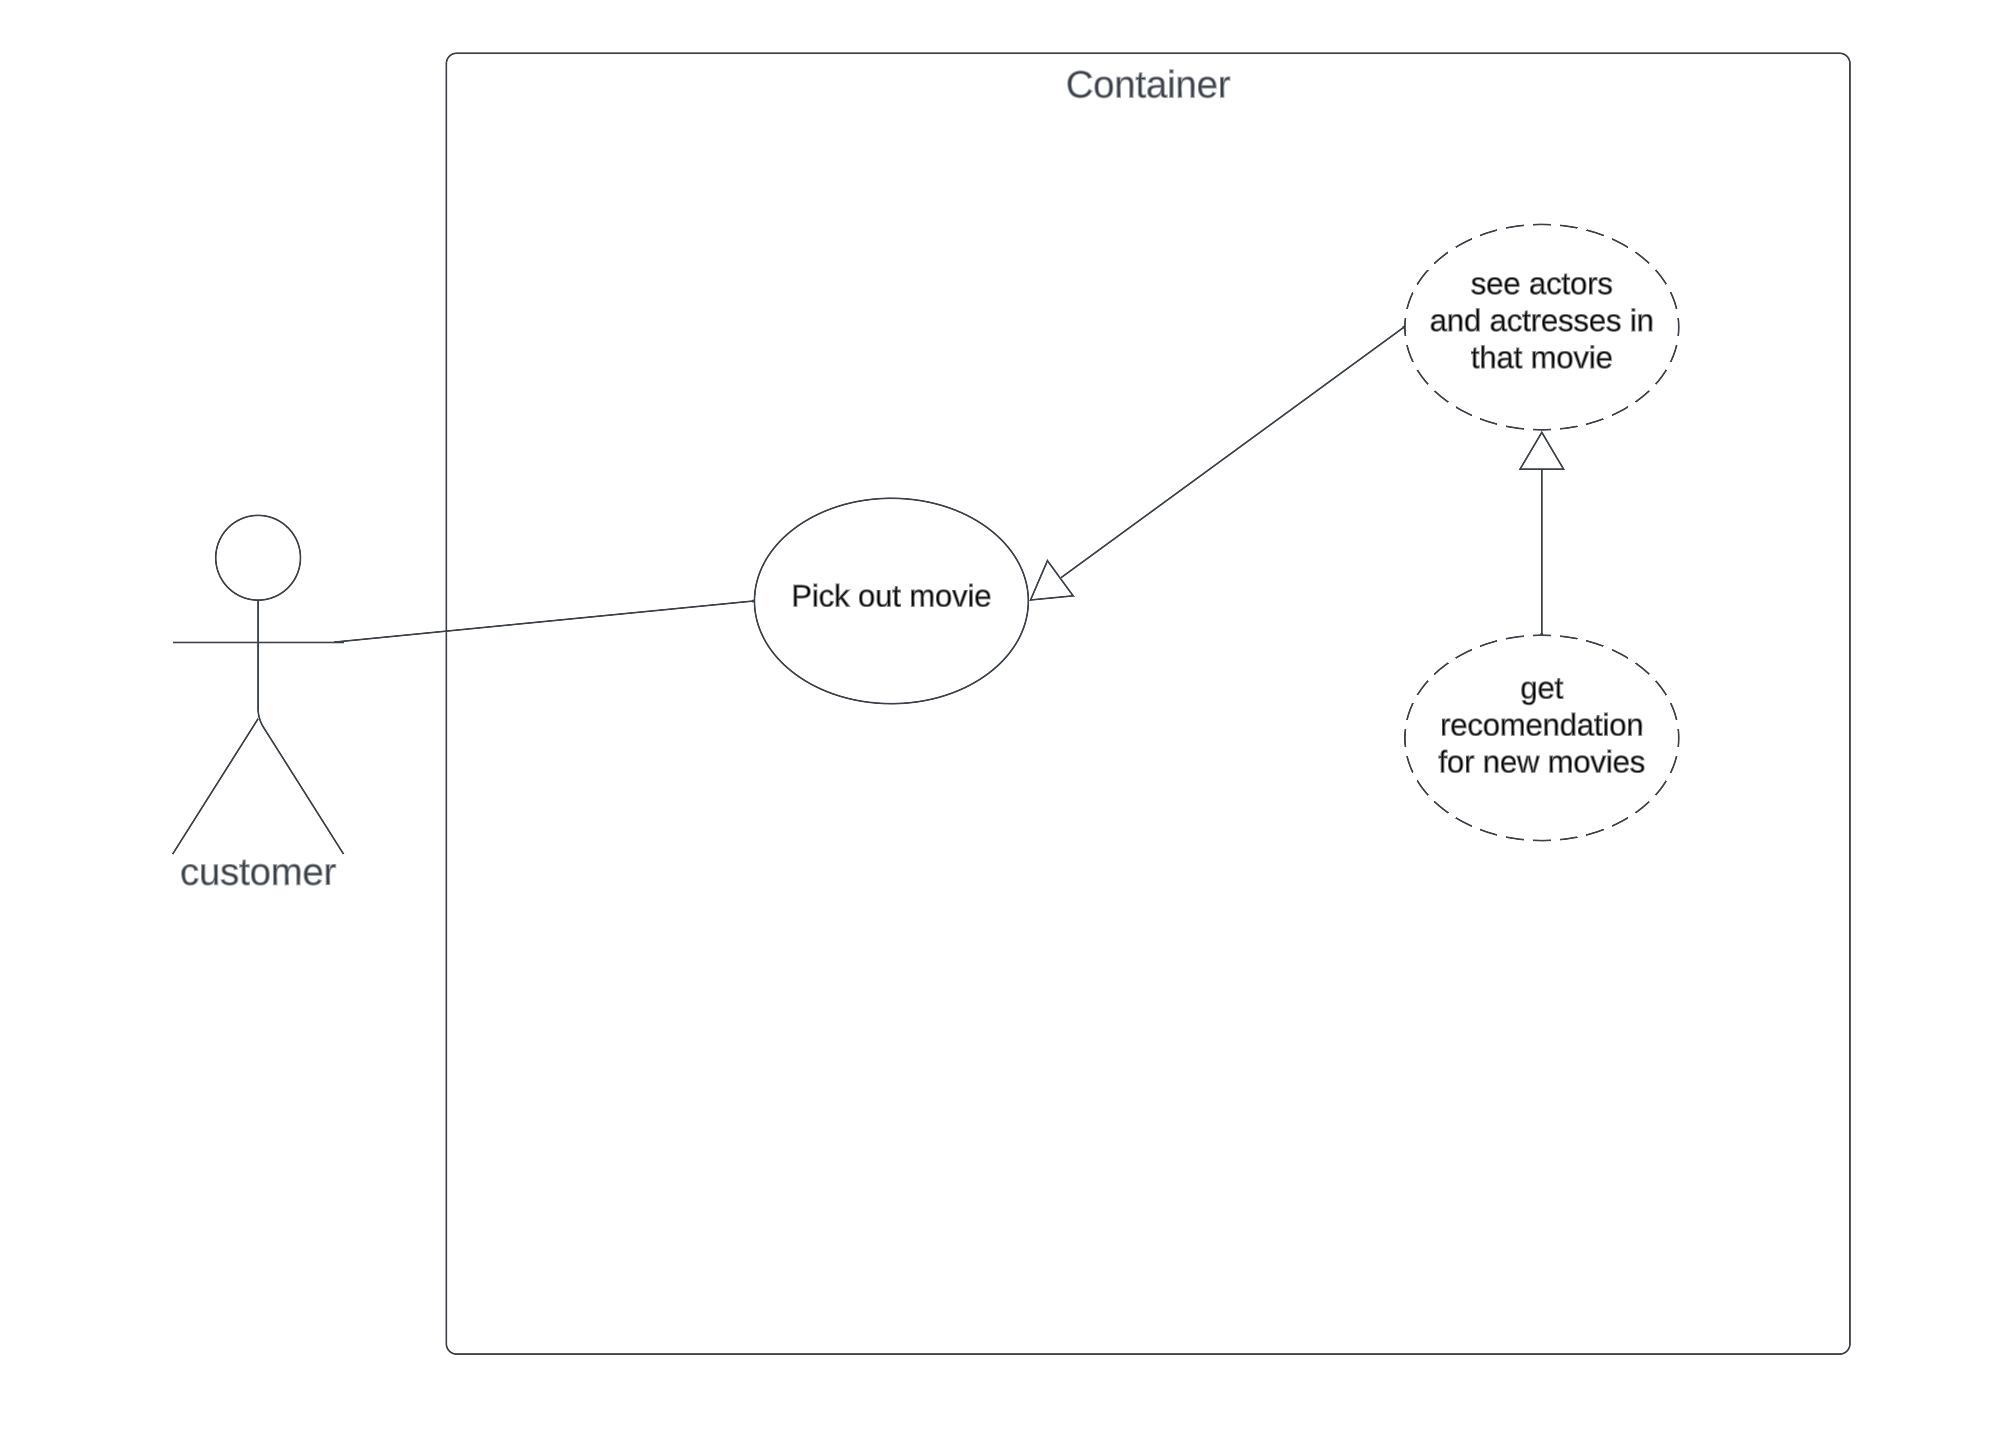 Container
see actors
and actresses in
that movie
Pick out movie
get
recomendation
for new movies
customer